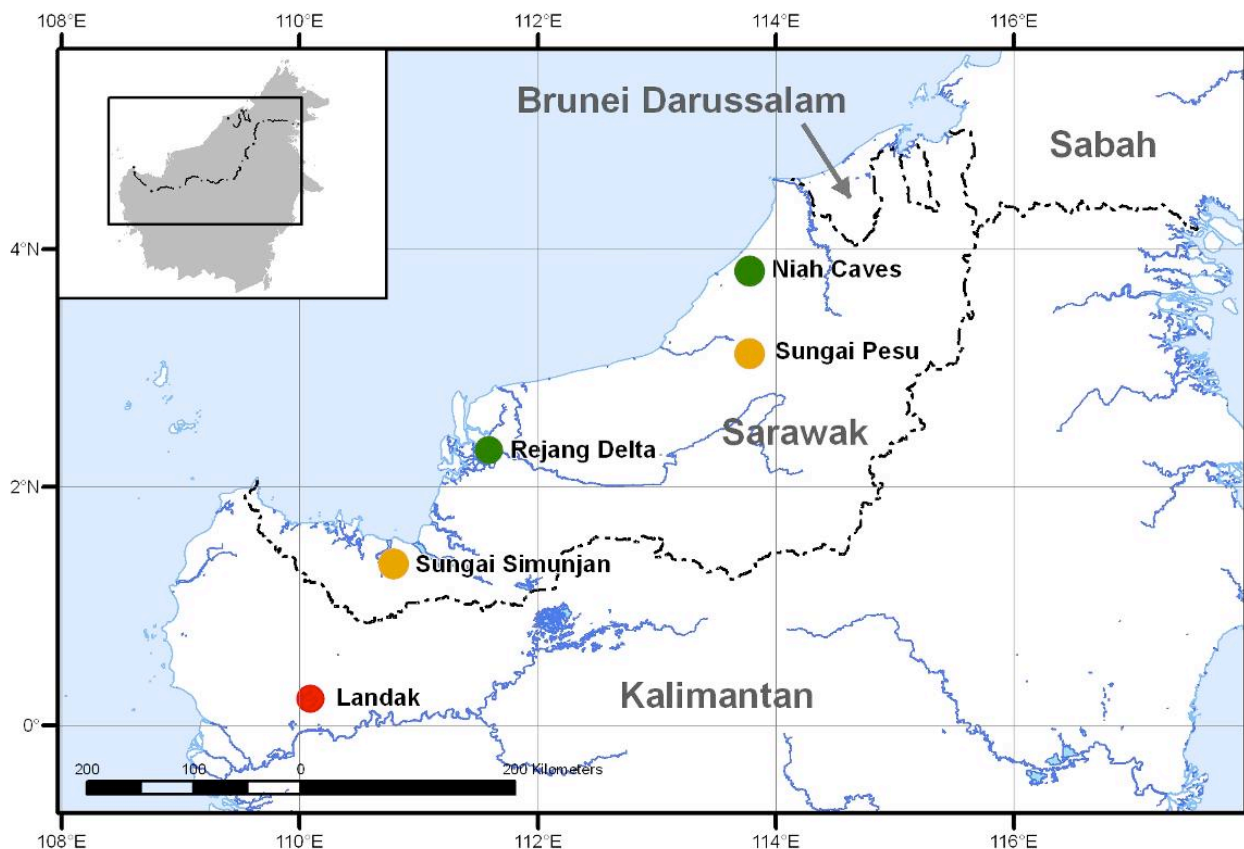 108°E 110°E 112°E 114°E 116°E
Brunei Darussalam
Sabah
4°N
Niah Caves
Sungai Pesu
Sarawak
Rejang Delta
2°N
Sungai Simunjan
Kalimantan
Landak
0°
200 100 0 200 Kilometers
108°E 110°E 112°E 114°E 116°E